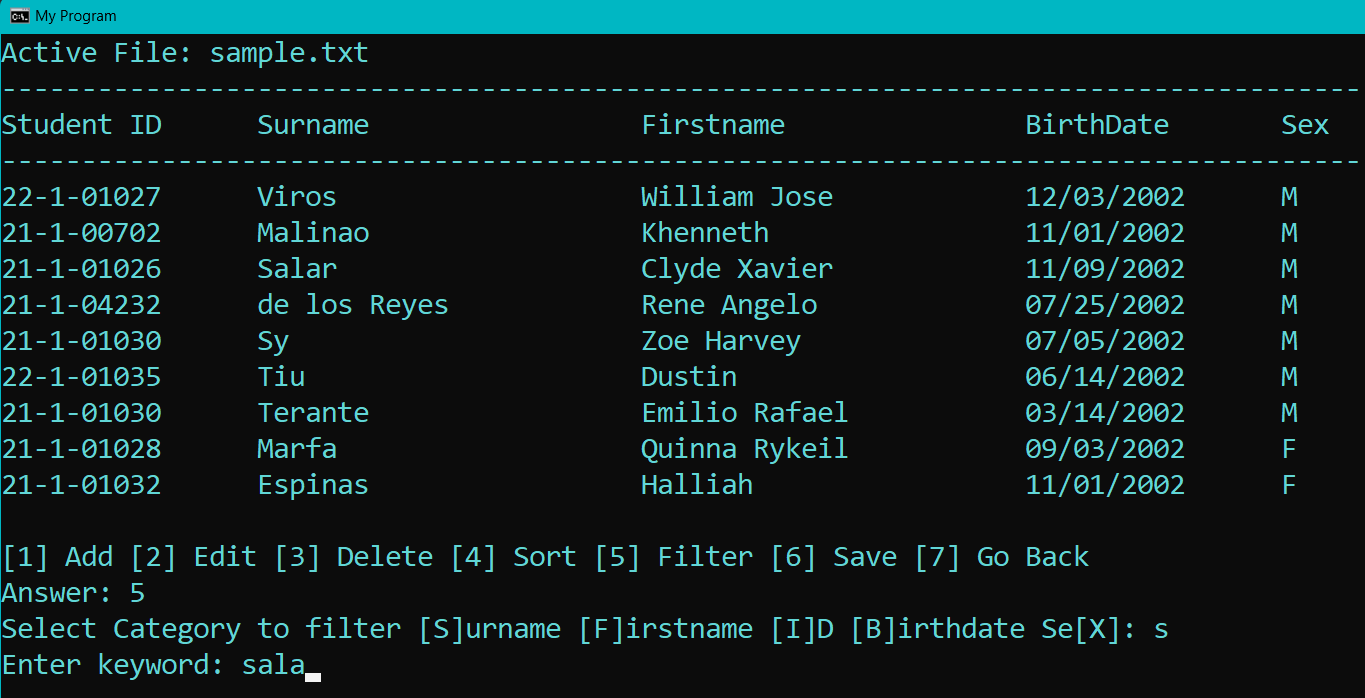 My Program
Active File: sample.txt
-------------------------------------------------------------------------------------
Student ID      Surname                 Firstname               BirthDate       Sex
-------------------------------------------------------------------------------------
22-1-01027      Viros                   William Jose            12/03/2002      M
21-1-00702      Malinao                 Khenneth                11/01/2002      M
21-1-01026      Salar                   Clyde Xavier            11/09/2002      M
21-1-04232      de los Reyes            Rene Angelo             07/25/2002      M
21-1-01030      Sy                      Zoe Harvey              07/05/2002      M
22-1-01035      Tiu                     Dustin                  06/14/2002      M
21-1-01030      Terante                 Emilio Rafael           03/14/2002      M
21-1-01028      Marfa                   Quinna Rykeil           09/03/2002      F
21-1-01032      Espinas                 Halliah                 11/01/2002      F
[1] Add [2] Edit [3] Delete [4] Sort [5] Filter [6] Save [7] Go Back
Answer: 5
Select Category to filter [S]urname [F]irstname [I]D [B]irthdate Se[X]: s
Enter keyword: sala